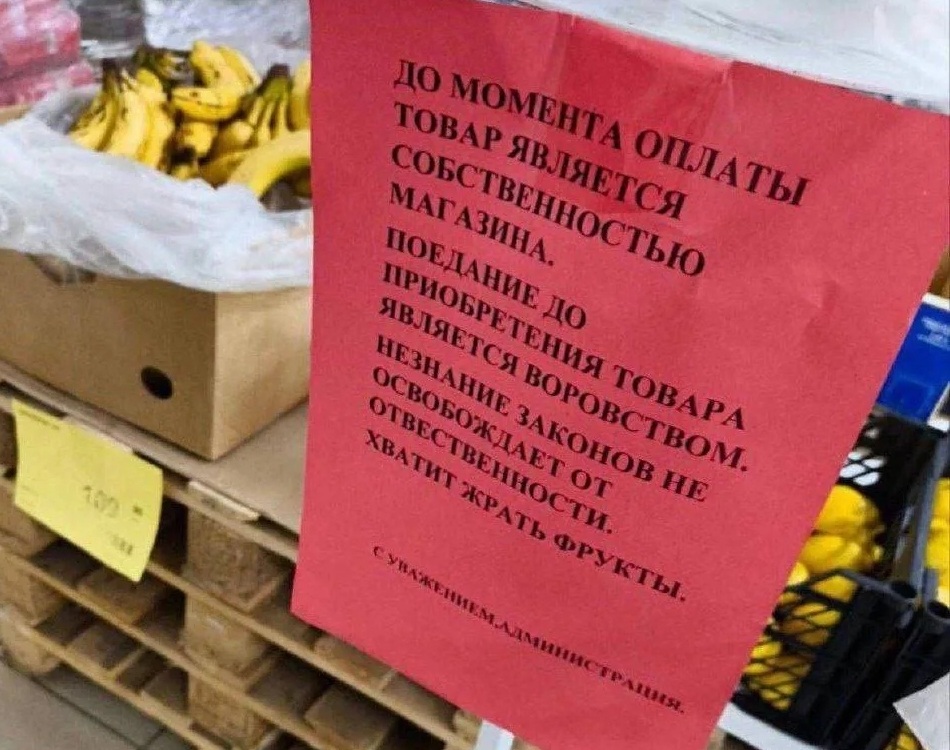 ДО МОМЕНТА ОПЛАТЫ
ТОВАР ЯВЛЯЕТСЯ
СОБСТВЕННОСТЬЮ
МАГАЗИНА.
ПОЕДАНИЕ ДО
ПРИОБРЕТЕНИЯ ТОВАРА
ЯВЛЯЕТСЯ ВОРОВСТВОМ.
НЕЗНАНИЕ ЗАКОНОВ НЕ
ОСВОБОЖДАЕТ ОТ
ОТВЕСТВЕННОСТИ.
ХВАТИТ ЖРАТЬ ФРУКТЫ.
С УВАЖЕНИЕМ,АДМИНИСТРАЦИЯ.